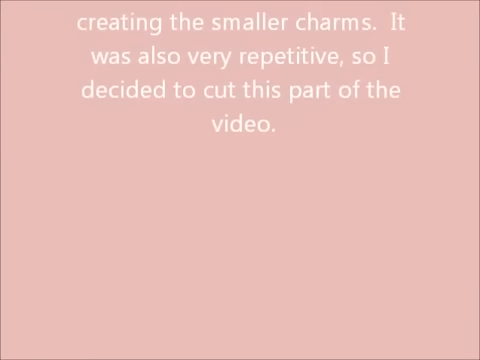 creating the smaller charms.  It
was also very repetitive, so I
decided to cut this part of the
video.